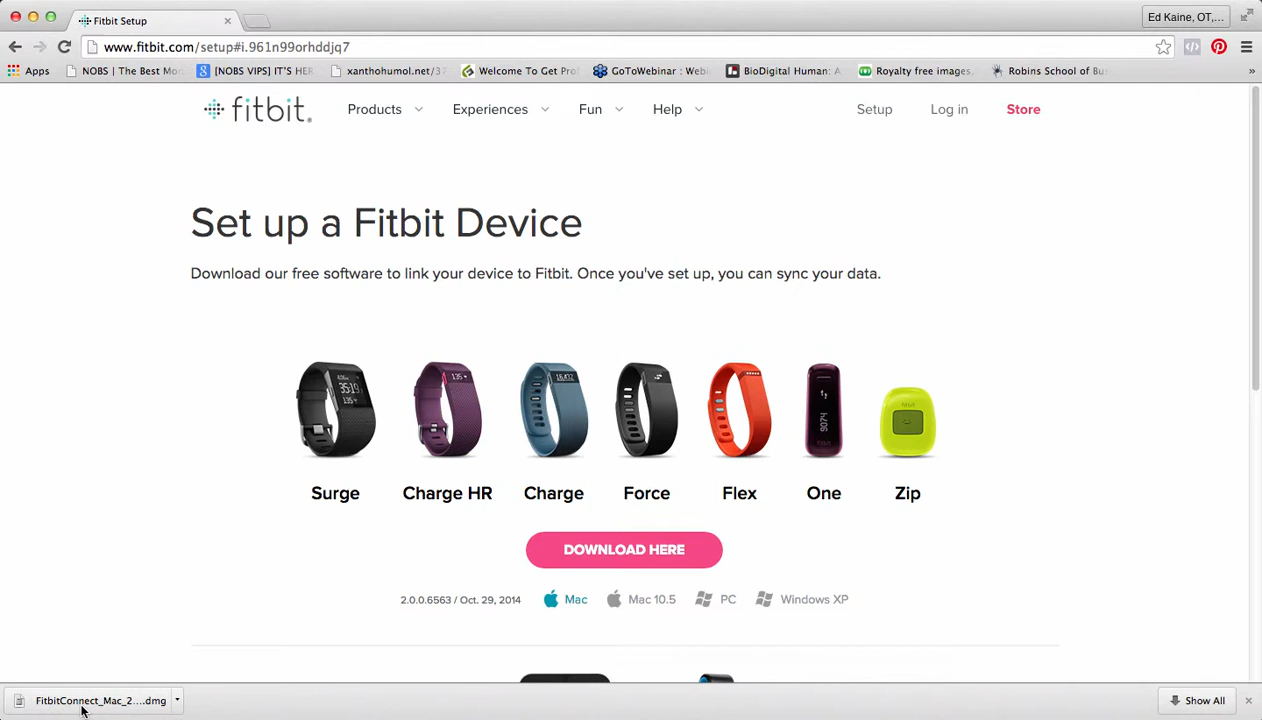 Fitbit Setup
Ed Kaine, OT,...
www.fitbit.com/setup#i.961n99orhddjq7
Apps NOBS | The Best Mo [NOBS VIPS] IT'S HER xanthohumol.net/37 Welcome To Get Prof GoToWebinar : Web BioDigital Human: A Royalty free images, Robins School of Bus »
fitbit. Products Experiences Fun Help Setup Log in Store
Set up a Fitbit Device
Download our free software to link your device to Fitbit. Once you've set up, you can sync your data.
Surge Charge HR Charge Force Flex One Zip
DOWNLOAD HERE
2.0.0.6563 / Oct. 29, 2014 Mac Mac 10.5 PC Windows XP
FitbitConnect_Mac_2....dmg Show All